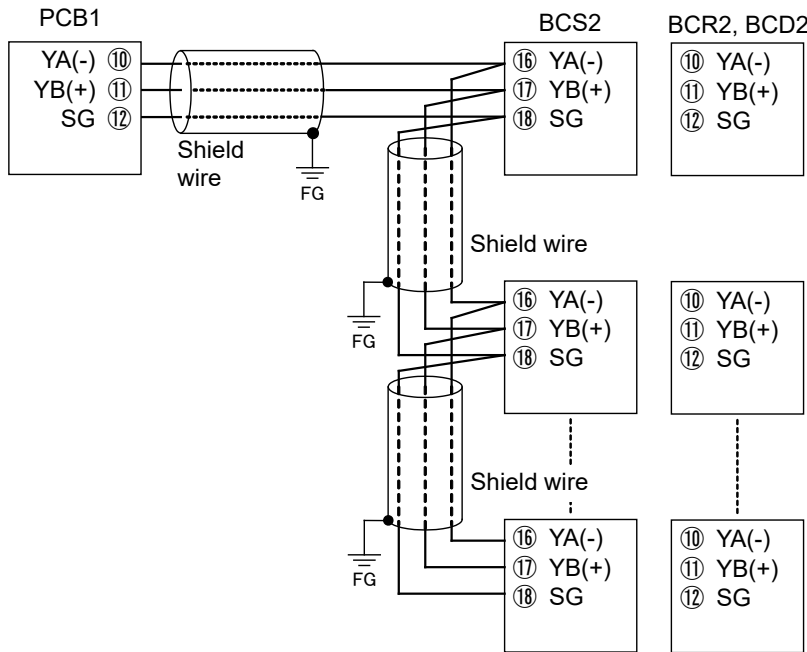 PCB1
BCS2
BCR2, BCD2
YA(-) ⑩
YB(+) ⑪
SG ⑫
Shield
wire
FG
⑯ YA(-)
⑰ YB(+)
⑱ SG
⑩ YA(-)
⑪ YB(+)
⑫ SG
Shield wire
FG
⑯ YA(-)
⑰ YB(+)
⑱ SG
⑩ YA(-)
⑪ YB(+)
⑫ SG
Shield wire
FG
⑯ YA(-)
⑰ YB(+)
⑱ SG
⑩ YA(-)
⑪ YB(+)
⑫ SG